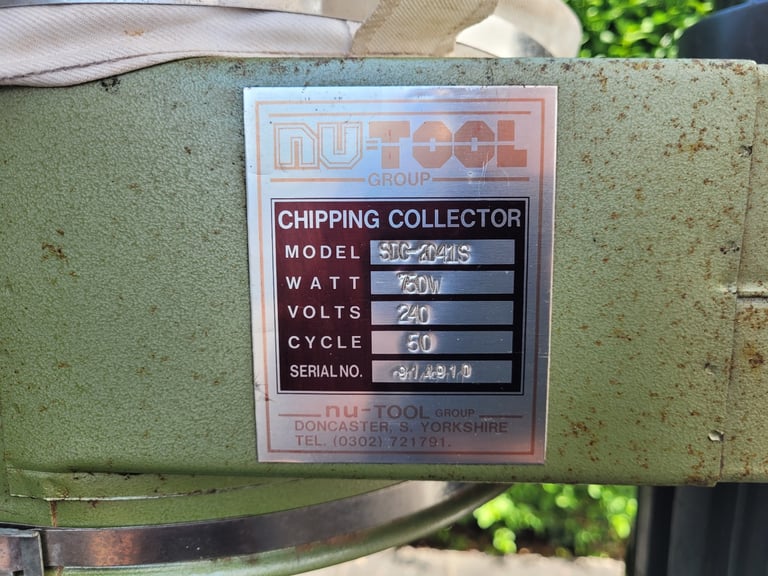 nu-TOOL
GROUP
CHIPPING COLLECTOR
MODEL SDC 2041S
WATT 750W
VOLTS 240
CYCLE 50
SERIAL NO. 914910
nu-TOOL GROUP
DONCASTER, S. YORKSHIRE
TEL. (0302) 721791.